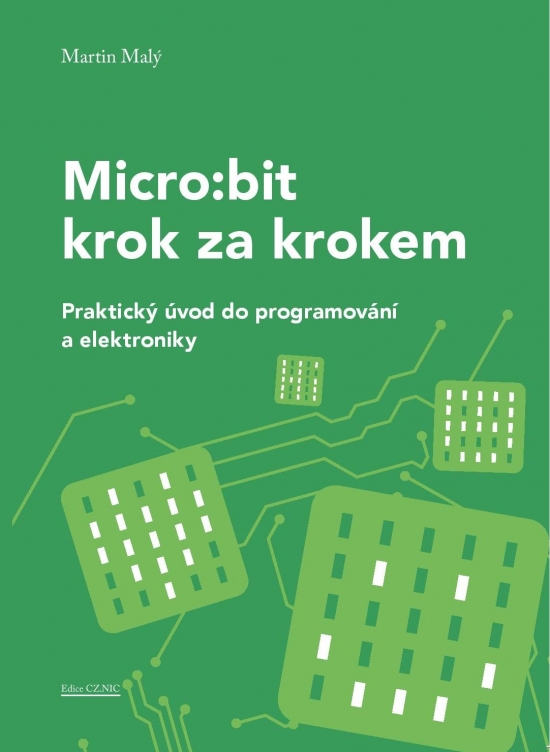 Martin Malý
Micro:bit
krok za krokem
Praktický úvod do programování
a elektroniky
Edice CZ.NIC